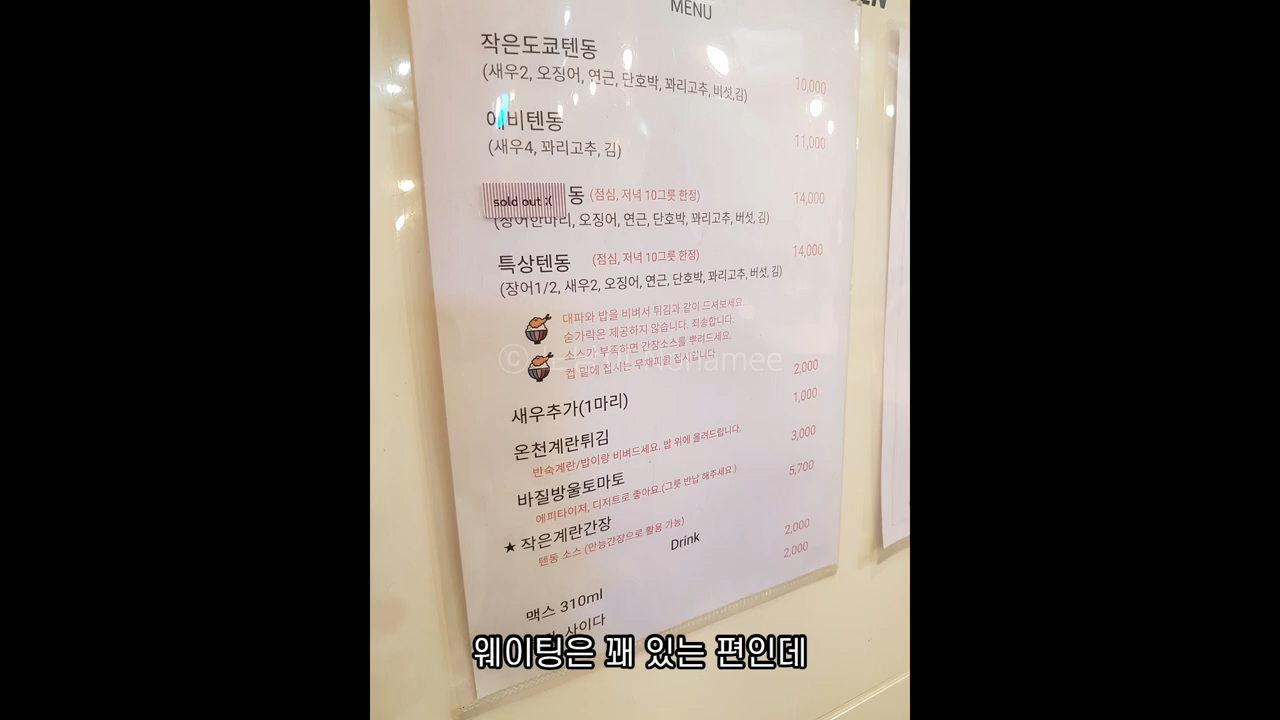 MENU
작은도쿄텐동
(새우2, 오징어, 연근, 단호박, 꽈리고추, 버섯,김)
10,000
에비텐동
(새우4, 꽈리고추, 김)
11,000
sold out :(
동 (점심, 저녁 10그릇 한정)
14,000
(장어한마리, 오징어, 연근, 단호박, 꽈리고추, 버섯, 김)
특상텐동 (점심, 저녁 10그릇 한정)
14,000
(장어1/2, 새우2, 오징어, 연근, 단호박, 꽈리고추, 버섯, 김)
대파와 밥을 비벼서 튀김과 같이 드셔보세요.
숟가락은 제공하지 않습니다. 죄송합니다.
소스가 부족하면 간장소스를 뿌려드세요.
컵 밑에 접시는 무재피클 접시입니다
새우추가(1마리)
2,000
온천계란튀김
1,000
반숙계란/밥이랑 비벼드세요. 밥 위에 올려드립니다.
바질방울토마토
3,000
에피타이저, 디저트로 좋아요.(그릇 반납 해주세요.)
★ 작은계란간장
5,700
텐동 소스 (만능간장으로 활용 가능)
Drink
맥스 310ml
2,000
사이다
2,000
웨이팅은 꽤 있는 편인데